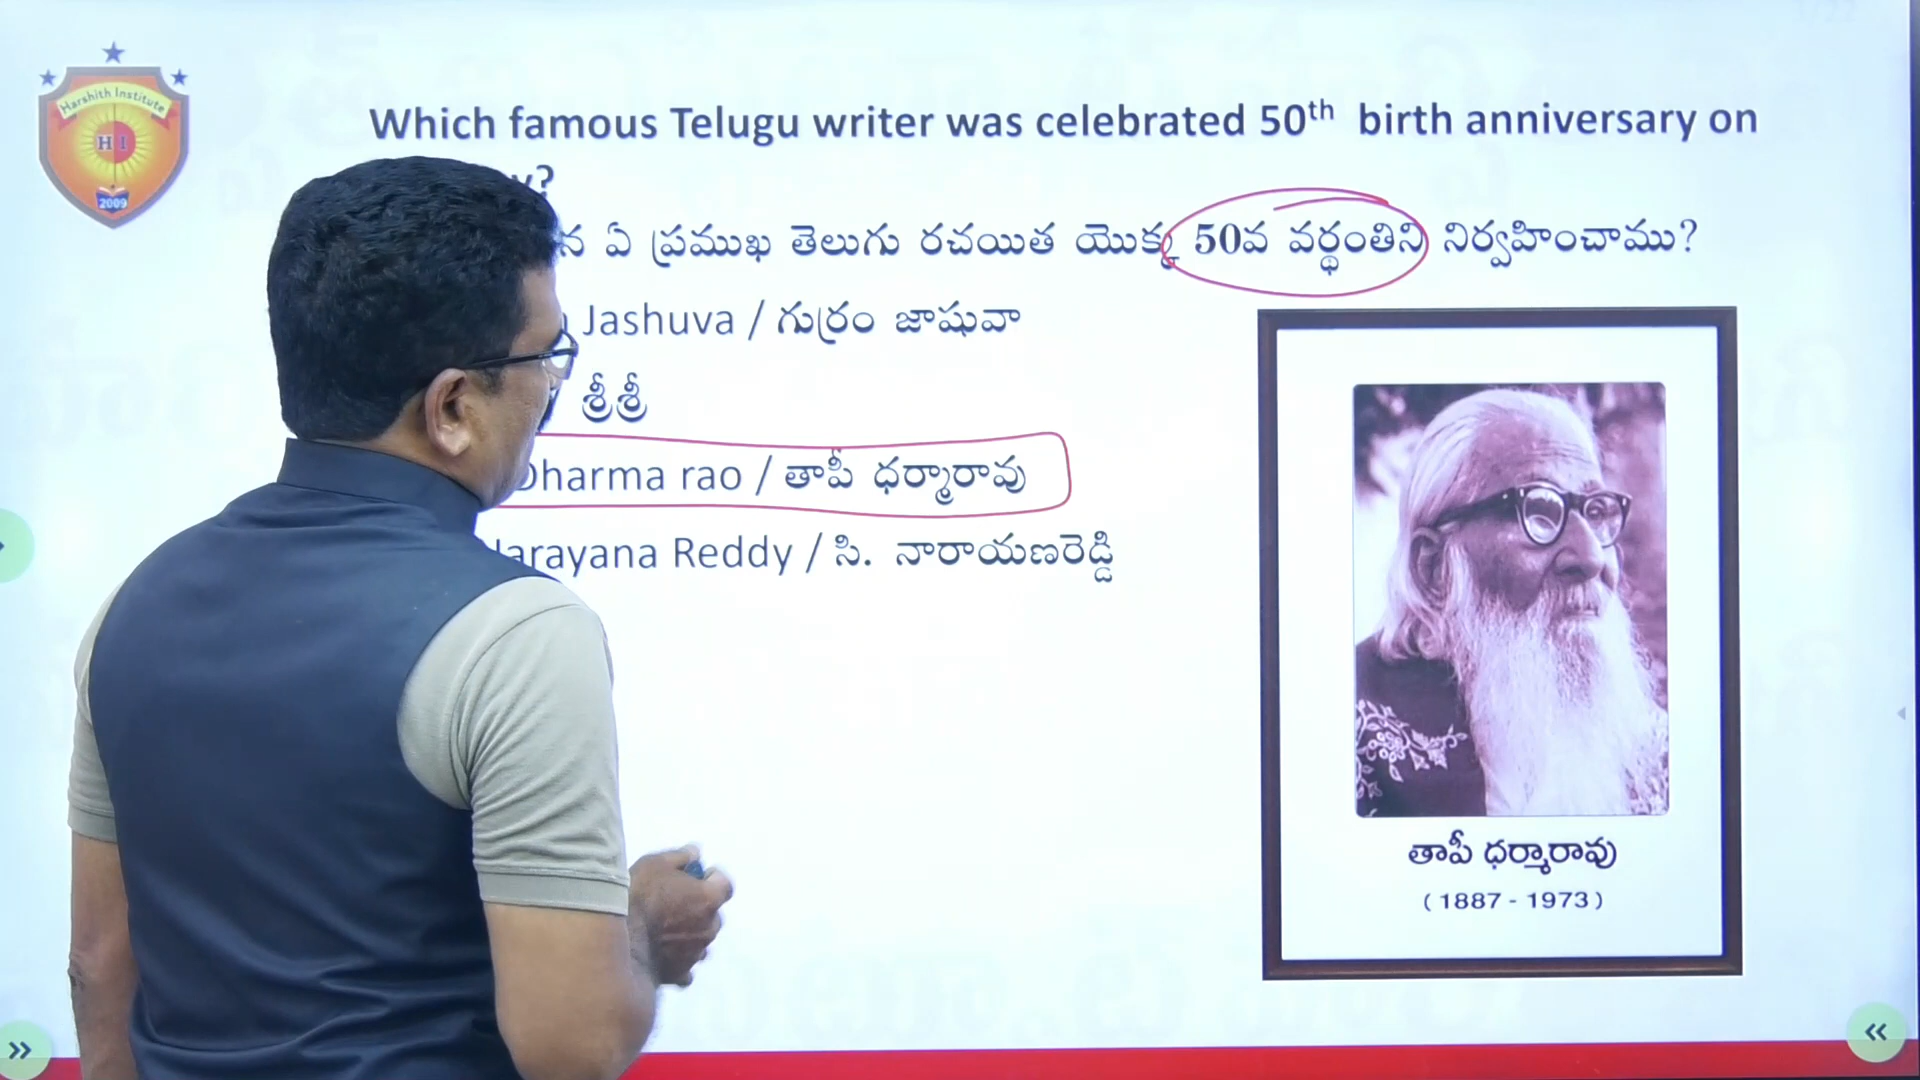 Harshith Institute
H I
2009
Which famous Telugu writer was celebrated 50th birth anniversary on
?
ఏ ప్రముఖ తెలుగు రచయిత యొక్క 50వ వర్ధంతిని నిర్వహించాము?
Jashuva / గుర్రం జాషువా
శ్రీశ్రీ
Dharma rao / తాపీ ధర్మారావు
Narayana Reddy / సి. నారాయణరెడ్డి
తాపీ ధర్మారావు
( 1887 - 1973 )